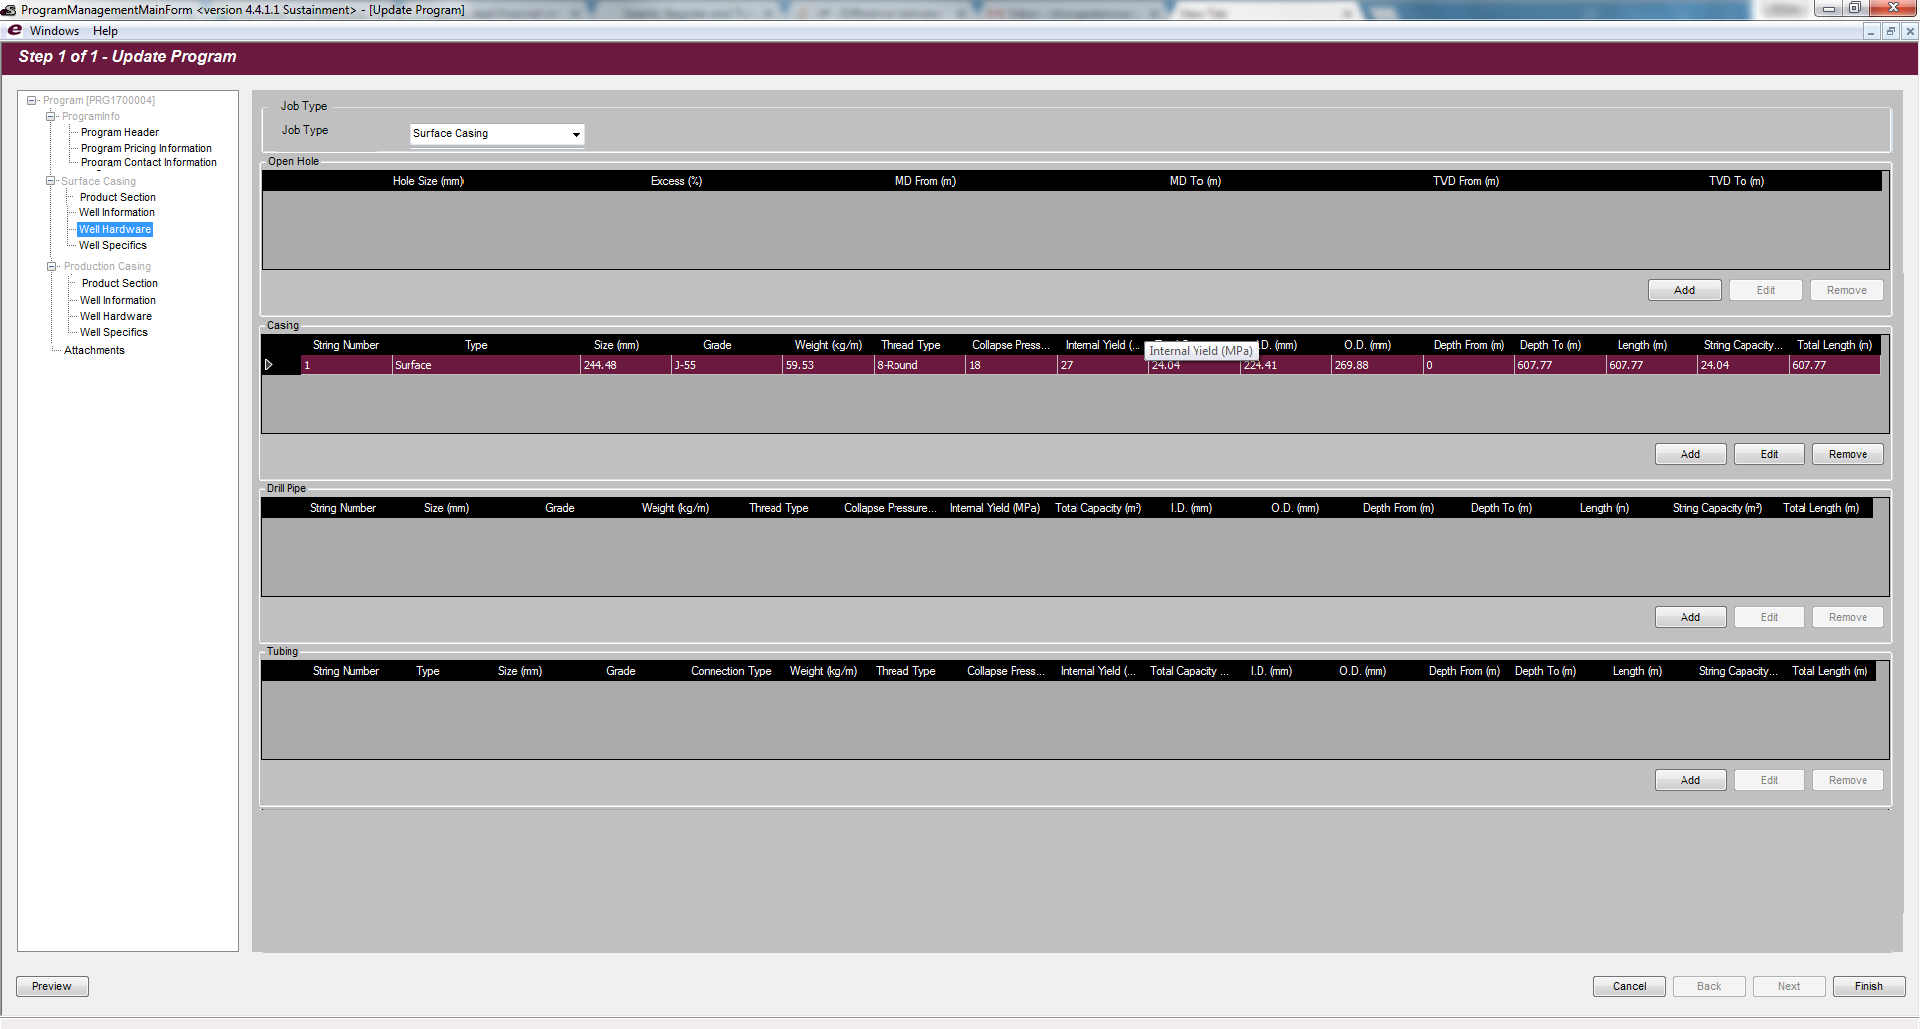 ProgramManagementMainForm <version 4.4.1.1 Sustainment> - [Update Program]
Windows Help
Step 1 of 1 - Update Program
Program [PRG1700004]
ProgramInfo
Program Header
Program Pricing Information
Program Contact Information
Surface Casing
Product Section
Well Information
Well Hardware
Well Specifics
Production Casing
Product Section
Well Information
Well Hardware
Well Specifics
Attachments
Job Type
Job Type Surface Casing
Open Hole
Hole Size (mm) Excess (%) MD From (m) MD To (m) TVD From (m) TVD To (m)
Add Edit Remove
Casing
String Number Type Size (mm) Grade Weight (kg/m) Thread Type Collapse Press... Internal Yield (... .D. (mm) O.D. (mm) Depth From (m) Depth To (m) Length (m) String Capacity... Total Length (m)
Internal Yield (MPa)
1 Surface 244.48 J-55 59.53 8-Round 18 27 24.04 224.41 269.88 0 607.77 607.77 24.04 607.77
Add Edit Remove
Drill Pipe
String Number Size (mm) Grade Weight (kg/m) Thread Type Collapse Pressure... Internal Yield (MPa) Total Capacity (m³) I.D. (mm) O.D. (mm) Depth From (m) Depth To (m) Length (m) String Capacity (m³) Total Length (m)
Add Edit Remove
Tubing
String Number Type Size (mm) Grade Connection Type Weight (kg/m) Thread Type Collapse Press... Internal Yield (... Total Capacity ... I.D. (mm) O.D. (mm) Depth From (m) Depth To (m) Length (m) String Capacity... Total Length (m)
Add Edit Remove
Preview Cancel Back Next Finish